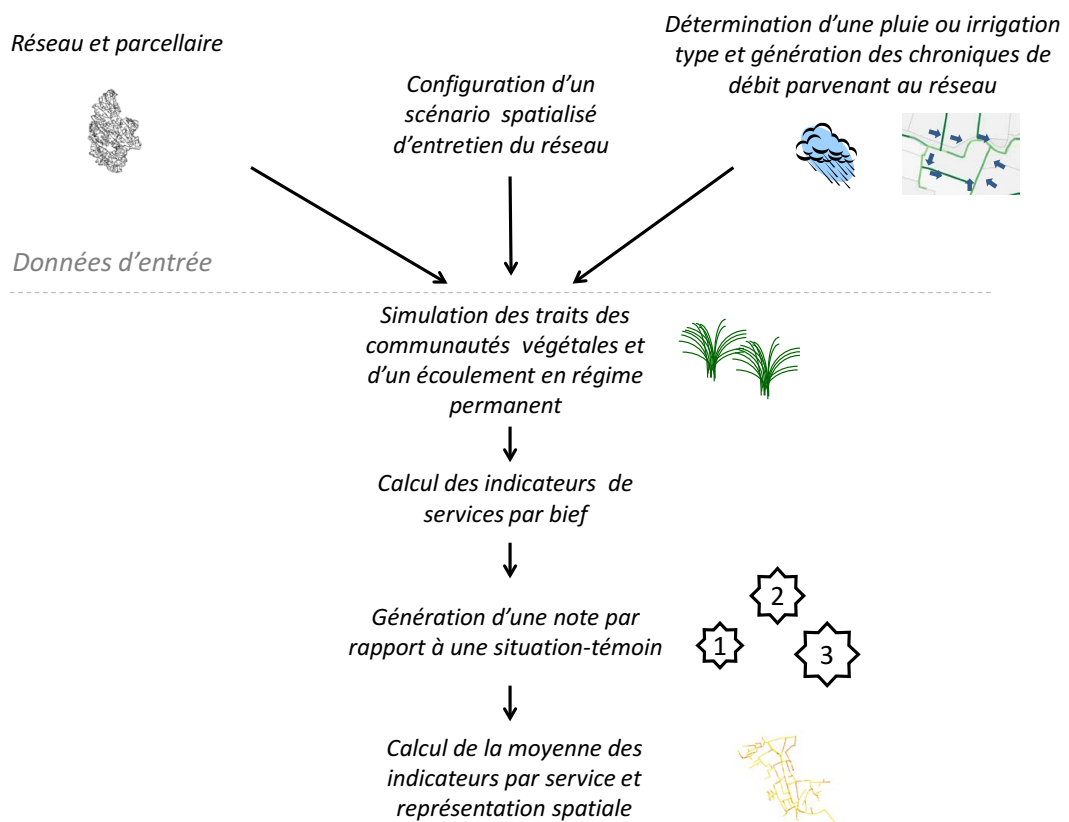 Réseau et parcellaire
Configuration d'un
scénario spatialisé
d'entretien du réseau
Détermination d'une pluie ou irrigation
type et génération des chroniques de
débit parvenant au réseau
Données d'entrée
Simulation des traits des
communautés végétales et
d'un écoulement en régime
permanent
Calcul des indicateurs de
services par bief
Génération d'une note par
rapport à une situation-témoin
1
2
3
Calcul de la moyenne des
indicateurs par service et
représentation spatiale